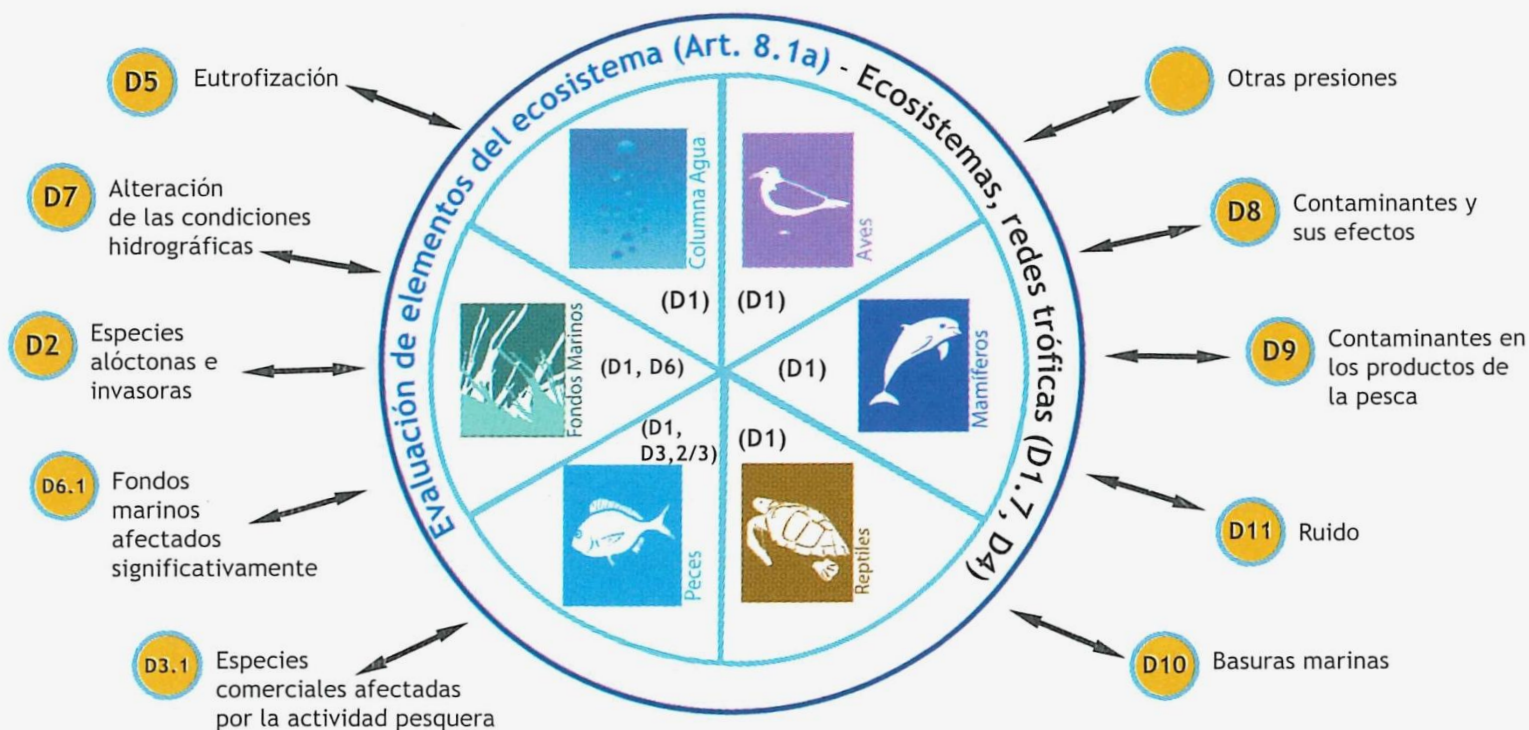 Evaluación de elementos del ecosistema (Art. 8.1a) - Ecosistemas, redes tróficas (D1.7, D4)
D5
Eutrofización
D7
Alteración
de las condiciones
hidrográficas
D2
Especies
alóctonas e
invasoras
D6.1
Fondos
marinos
afectados
significativamente
D3.1
Especies
comerciales afectadas
por la actividad pesquera
Columna Agua
(D1)
Aves
(D1)
Fondos Marinos
(D1, D6)
Mamíferos
(D1)
Peces
(D1,
D3,2/3)
Reptiles
(D1)
Otras presiones
D8
Contaminantes y
sus efectos
D9
Contaminantes en
los productos de
la pesca
D11
Ruido
D10
Basuras marinas